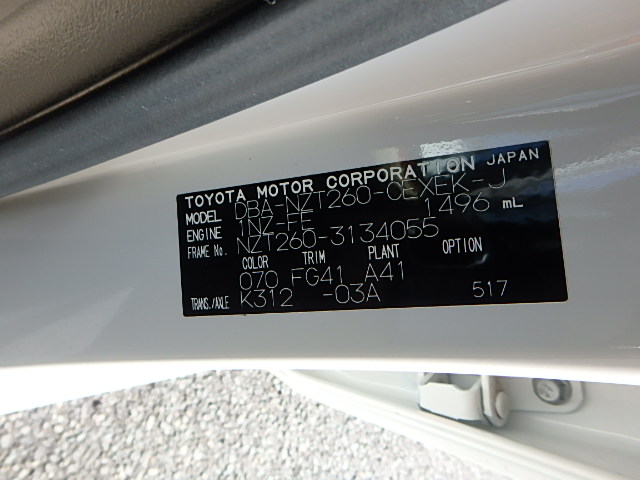 TOYOTA MOTOR CORPORATION JAPAN
MODEL DBA-NZT260-CEXEK-J
ENGINE 1NZ-FE 1496 mL
FRAME No. NZT260-3134055
COLOR TRIM PLANT OPTION
070 FG41 A41
TRANS./AXLE K312 -03A 517